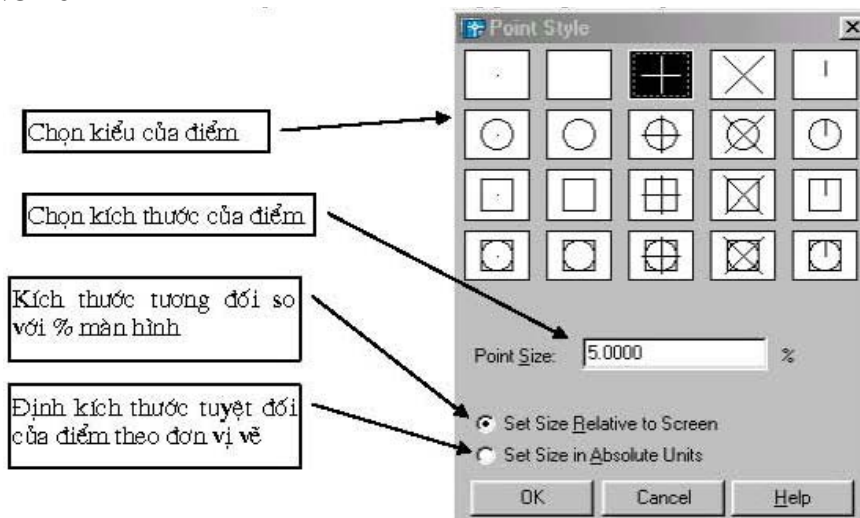 Point Style
Chọn kiểu của điểm
Chọn kích thước của điểm
Kích thước tương đối so
với % màn hình
Point Size: 5.0000 %
Định kích thước tuyệt đối
của điểm theo đơn vị vẽ
Set Size Relative to Screen
Set Size in Absolute Units
OK Cancel Help